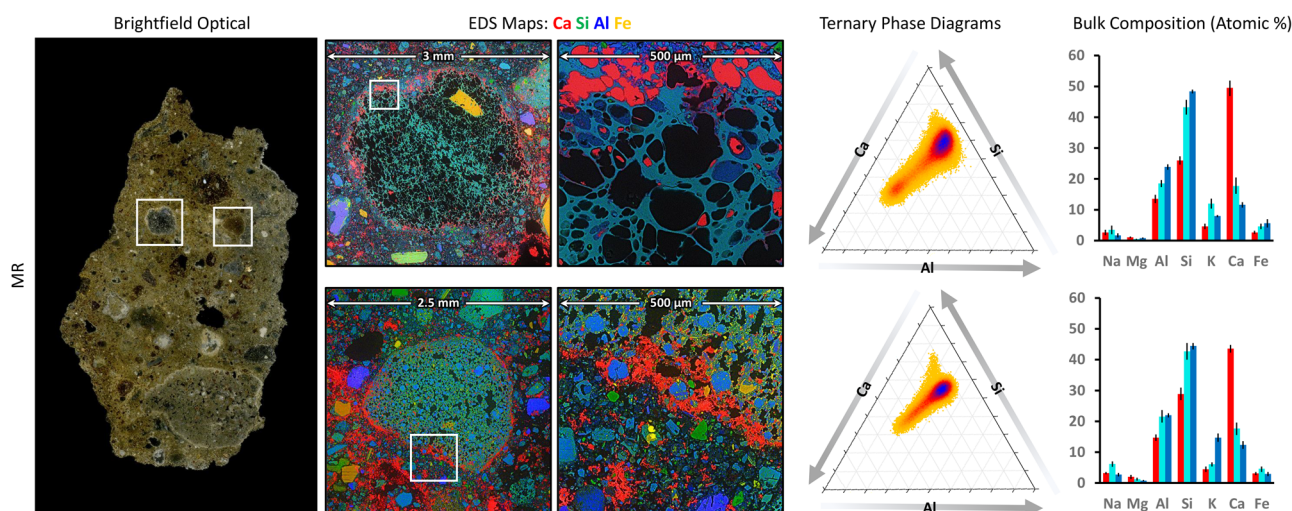 Brightfield Optical
EDS Maps: Ca Si Al Fe
Ternary Phase Diagrams
Bulk Composition (Atomic %)
MR
3 mm
500 µm
Ca
Si
Al
60
50
40
30
20
10
0
Na Mg Al Si K Ca Fe
2.5 mm
500 µm
Ca
Si
Al
60
50
40
30
20
10
0
Na Mg Al Si K Ca Fe